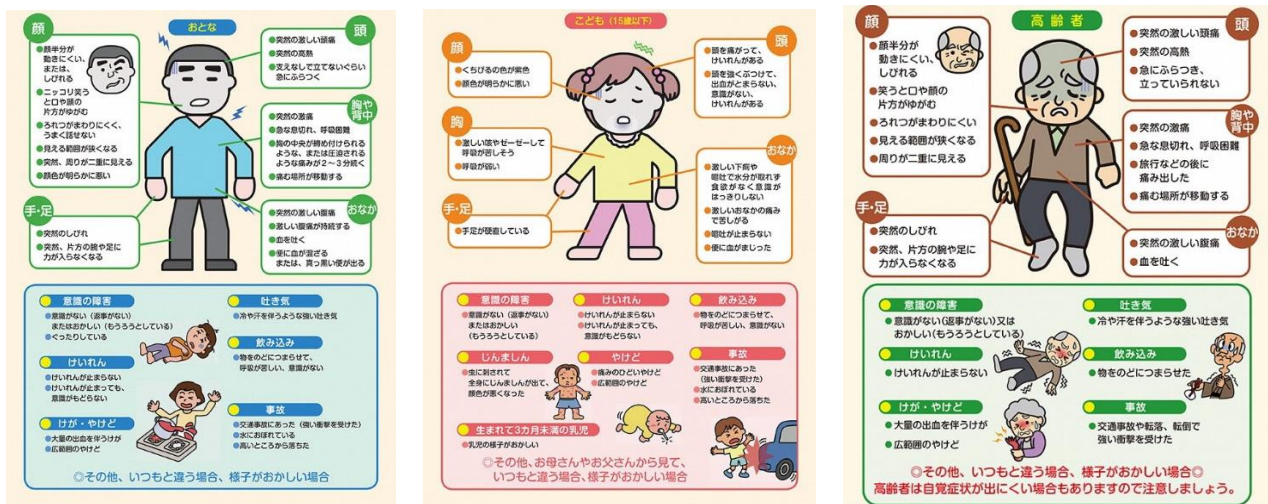 おとな
顔
●顔半分が
動きにくい、
または、
しびれる
●ニッコリ笑う
と口や顔の
片方がゆがむ
●ろれつがまわりにくく、
うまく話せない
●見える範囲が狭くなる
●突然、周りが二重に見える
●顔色が明らかに悪い
頭
●突然の激しい頭痛
●突然の高熱
●支えなしで立てないぐらい
急にふらつく
胸や
背中
●突然の激痛
●急な息切れ、呼吸困難
●胸の中央が締め付けられる
ような、または圧迫される
ような痛みが2～3分続く
●痛む場所が移動する
手・足
●突然のしびれ
●突然、片方の腕や足に
力が入らなくなる
おなか
●突然の激しい腹痛
●激しい腹痛が持続する
●血を吐く
●便に血が混ざる
または、真っ黒い便が出る
意識の障害
●意識がない(返事がない)
またはおかしい(もうろうとしている)
●ぐったりしている
吐き気
●冷や汗を伴うような強い吐き気
けいれん
●けいれんが止まらない
●けいれんが止まっても、
意識がもどらない
飲み込み
●物をのどにつまらせて、
呼吸が苦しい、意識がない
けが・やけど
●大量の出血を伴うけが
●広範囲のやけど
事故
●交通事故にあった(強い衝撃を受けた)
●水におぼれている
●高いところから落ちた
◎その他、いつもと違う場合、様子がおかしい場合
こども(15歳以下)
顔
●くちびるの色が紫色
●顔色が明らかに悪い
頭
●頭を痛がって、
けいれんがある
●頭を強くぶつけて、
出血がとまらない、
意識がない、
けいれんがある
胸
●激しい咳やゼーゼーして
呼吸が苦しそう
●呼吸が弱い
おなか
●激しい下痢や
嘔吐で水分が取れず
食欲がなく意識が
はっきりしない
●激しいおなかの痛み
で苦しがる
●嘔吐が止まらない
●便に血がまじった
手・足
●手足が硬直している
意識の障害
●意識がない(返事がない)
またはおかしい
(もうろうとしている)
けいれん
●けいれんが止まらない
●けいれんが止まっても、
意識がもどらない
飲み込み
●物をのどにつまらせて、
呼吸が苦しい、意識がない
じんましん
●虫に刺されて
全身にじんましんが出て、
顔色が悪くなった
やけど
●痛みのひどいやけど
●広範囲のやけど
事故
●交通事故にあった
(強い衝撃を受けた)
●水におぼれている
●高いところから落ちた
生まれて3カ月未満の乳児
●乳児の様子がおかしい
◎その他、お母さんやお父さんから見て、
いつもと違う場合、様子がおかしい場合
高齢者
顔
●顔半分が
動きにくい、
しびれる
●笑うと口や顔の
片方がゆがむ
●ろれつがまわりにくい
●見える範囲が狭くなる
●周りが二重に見える
頭
●突然の激しい頭痛
●突然の高熱
●急にふらつき、
立っていられない
胸や
背中
●突然の激痛
●急な息切れ、呼吸困難
●旅行などの後に
痛み出した
●痛む場所が移動する
手・足
●突然のしびれ
●突然、片方の腕や足に
力が入らなくなる
おなか
●突然の激しい腹痛
●血を吐く
意識の障害
●意識がない(返事がない)又は
おかしい(もうろうとしている)
吐き気
●冷や汗を伴うような強い吐き気
けいれん
●けいれんが止まらない
飲み込み
●物をのどにつまらせた
けが・やけど
●大量の出血を伴うけが
●広範囲のやけど
事故
●交通事故や転落、転倒で
強い衝撃を受けた
◎その他、いつもと違う場合、様子がおかしい場合◎
高齢者は自覚症状が出にくい場合もありますので注意しましょう。